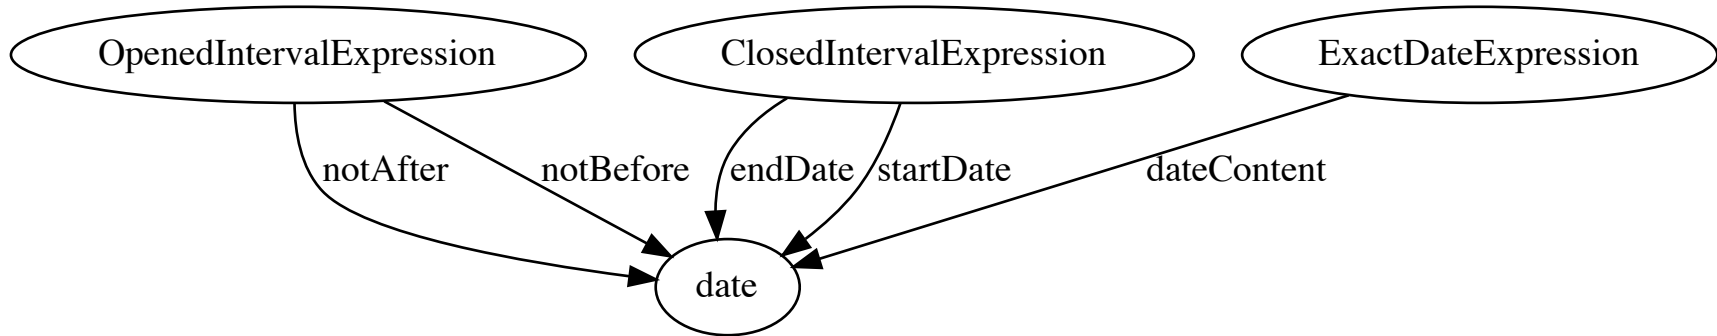 OpenedIntervalExpression
ClosedIntervalExpression
ExactDateExpression
notAfter
notBefore
endDate
startDate
dateContent
date